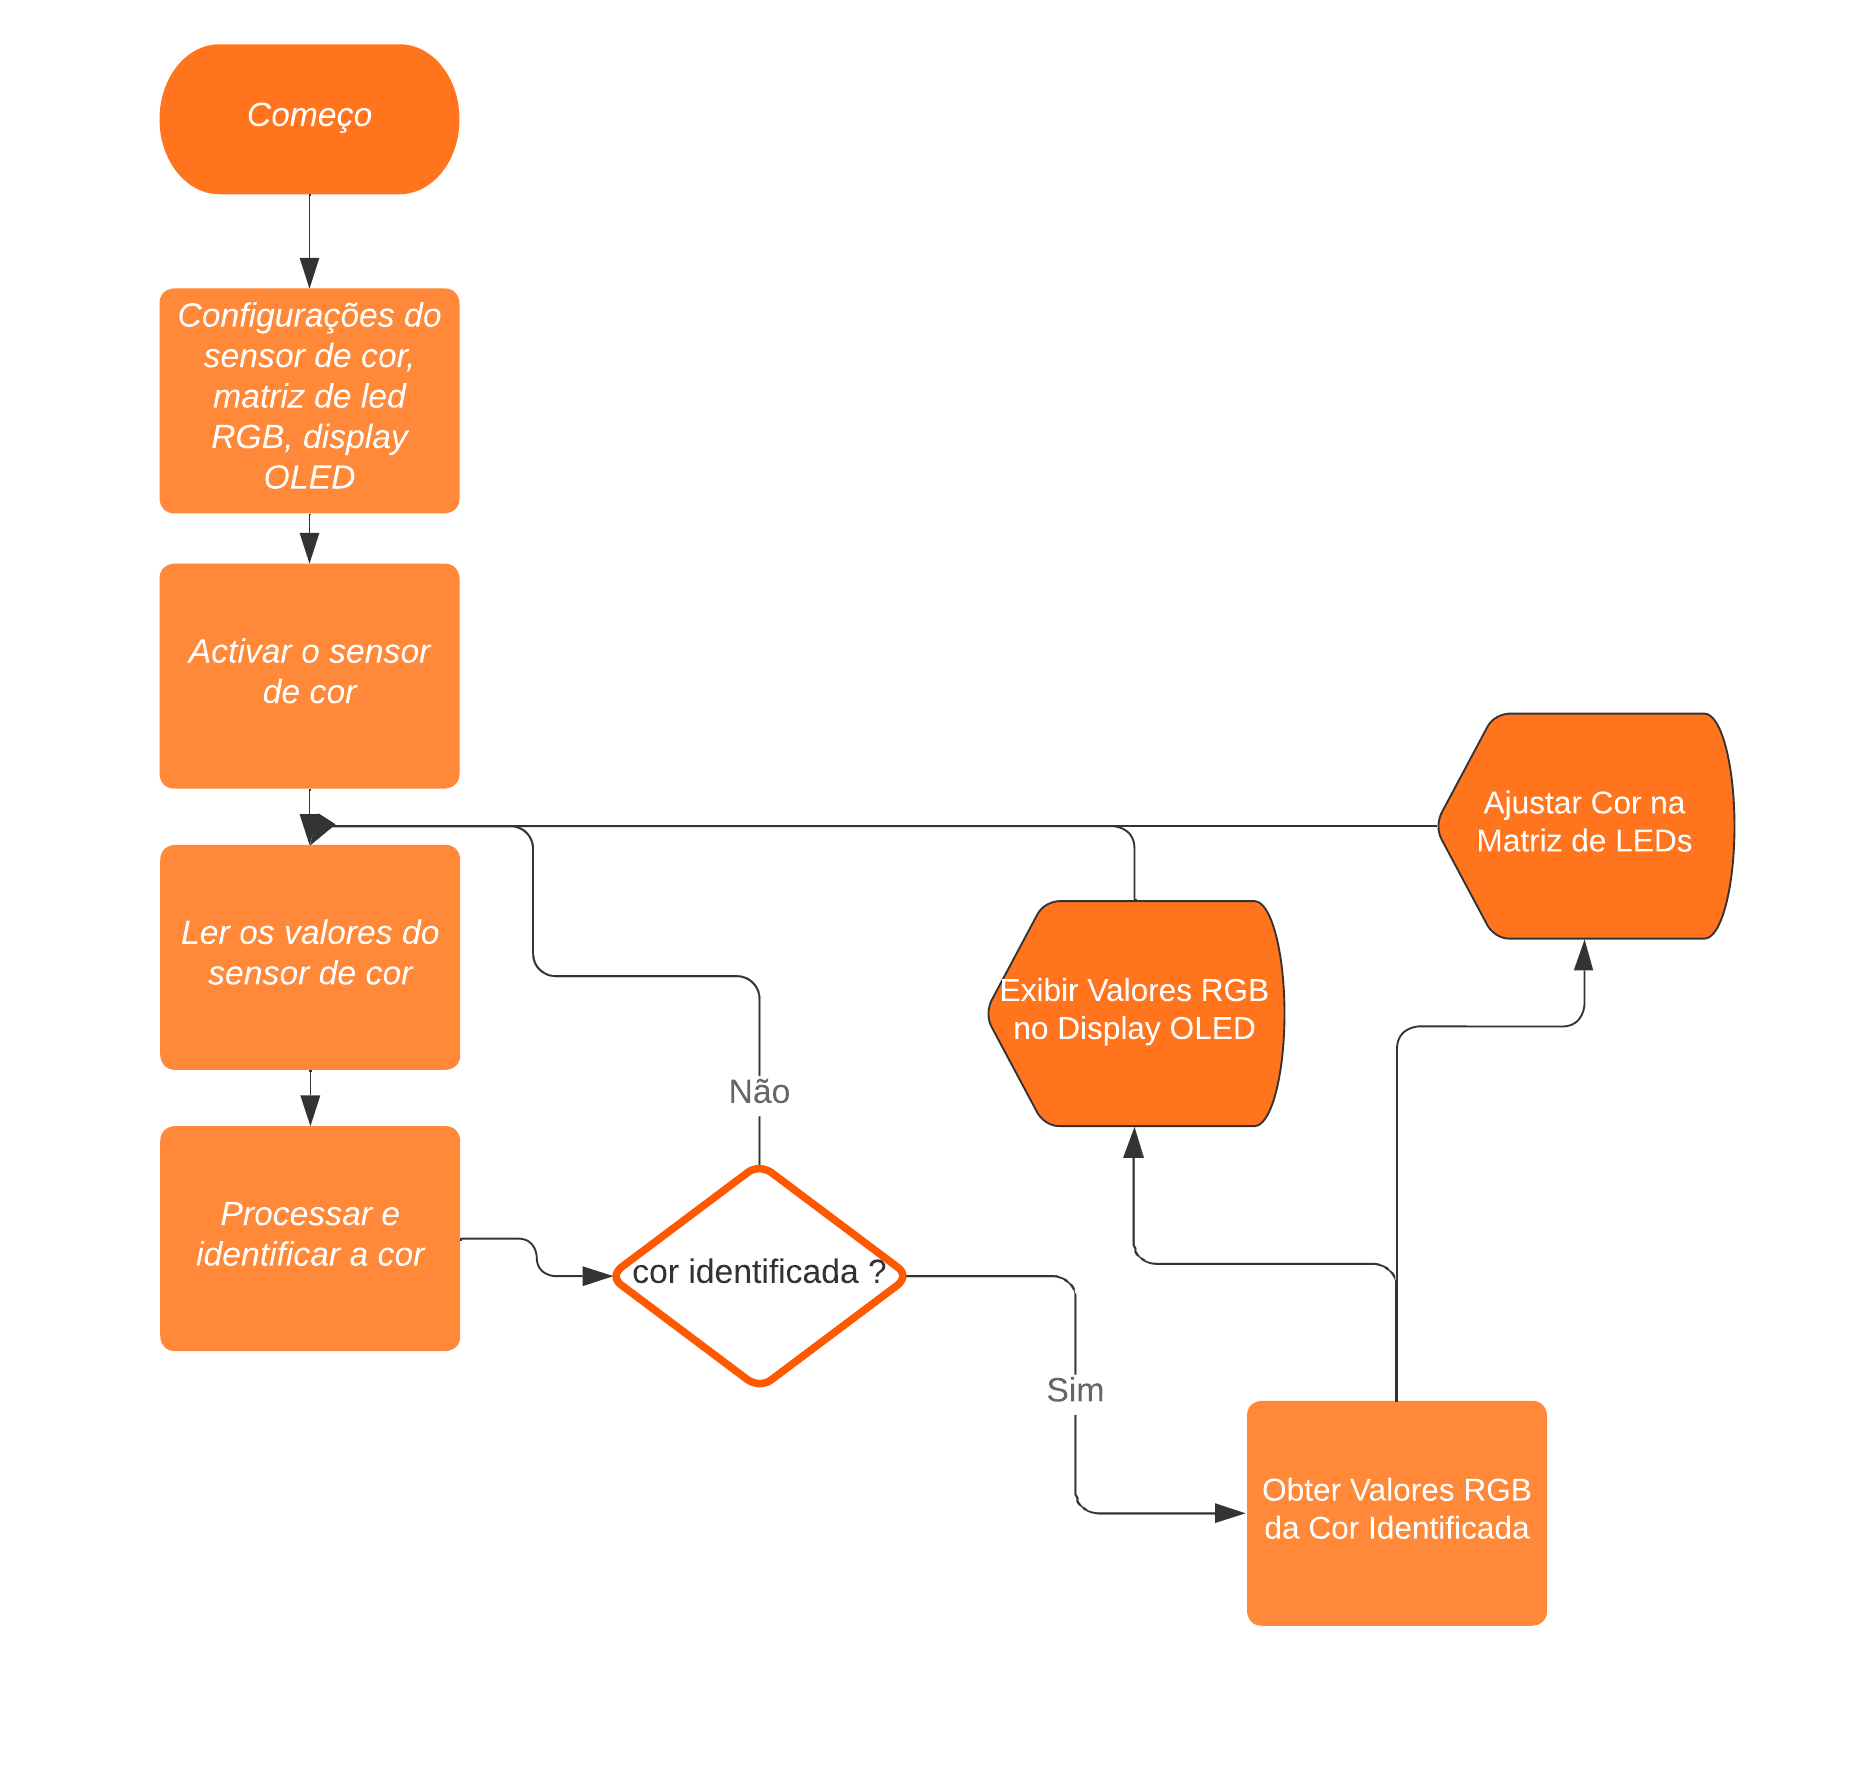 Começo
Configurações do
sensor de cor,
matriz de led
RGB, display
OLED
Activar o sensor
de cor
Ler os valores do
sensor de cor
Processar e
identificar a cor
cor identificada ?
Não
Sim
Obter Valores RGB
da Cor Identificada
Exibir Valores RGB
no Display OLED
Ajustar Cor na
Matriz de LEDs